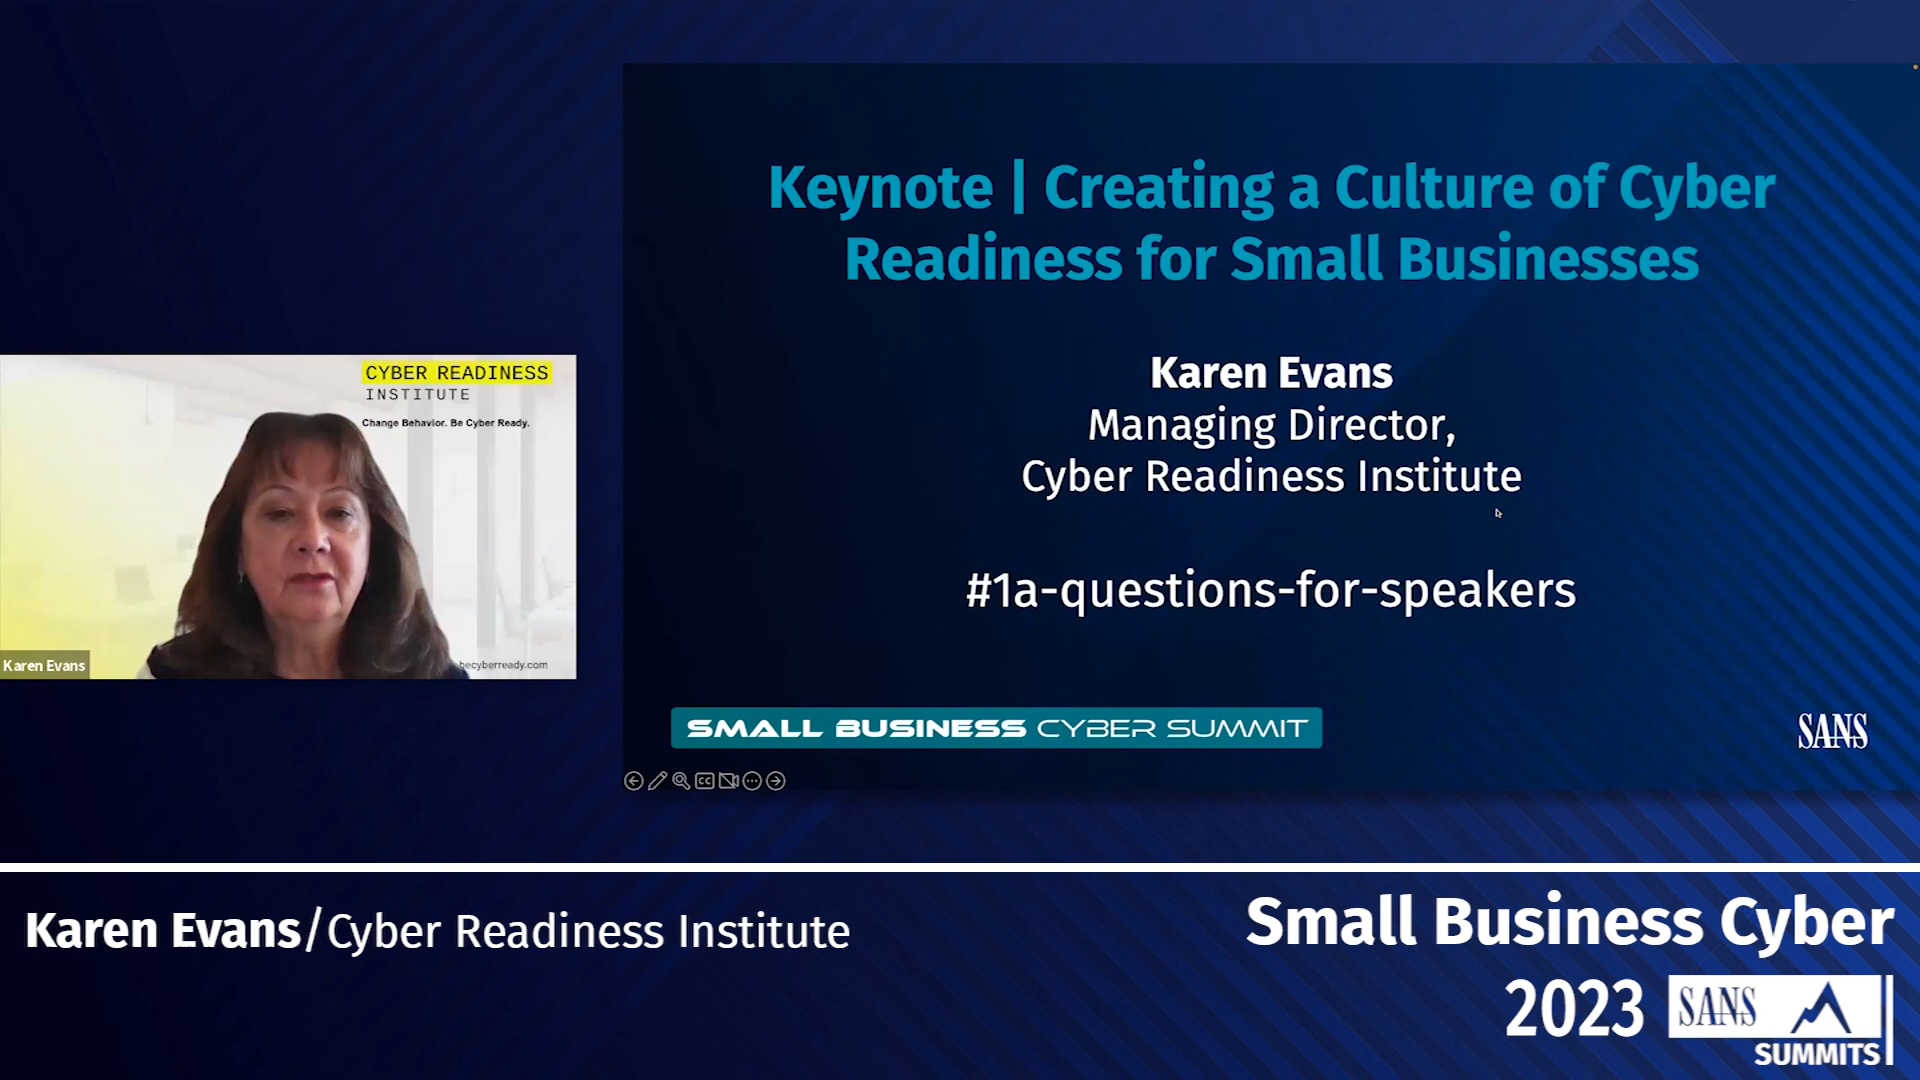 Keynote | Creating a Culture of Cyber
Readiness for Small Businesses
Karen Evans
Managing Director,
Cyber Readiness Institute
#1a-questions-for-speakers
SMALL BUSINESS CYBER SUMMIT
SANS
CYBER READINESS
INSTITUTE
Change Behavior. Be Cyber Ready.
becyberready.com
Karen Evans
CC
Karen Evans/Cyber Readiness Institute
Small Business Cyber
2023
SANS
SUMMITS